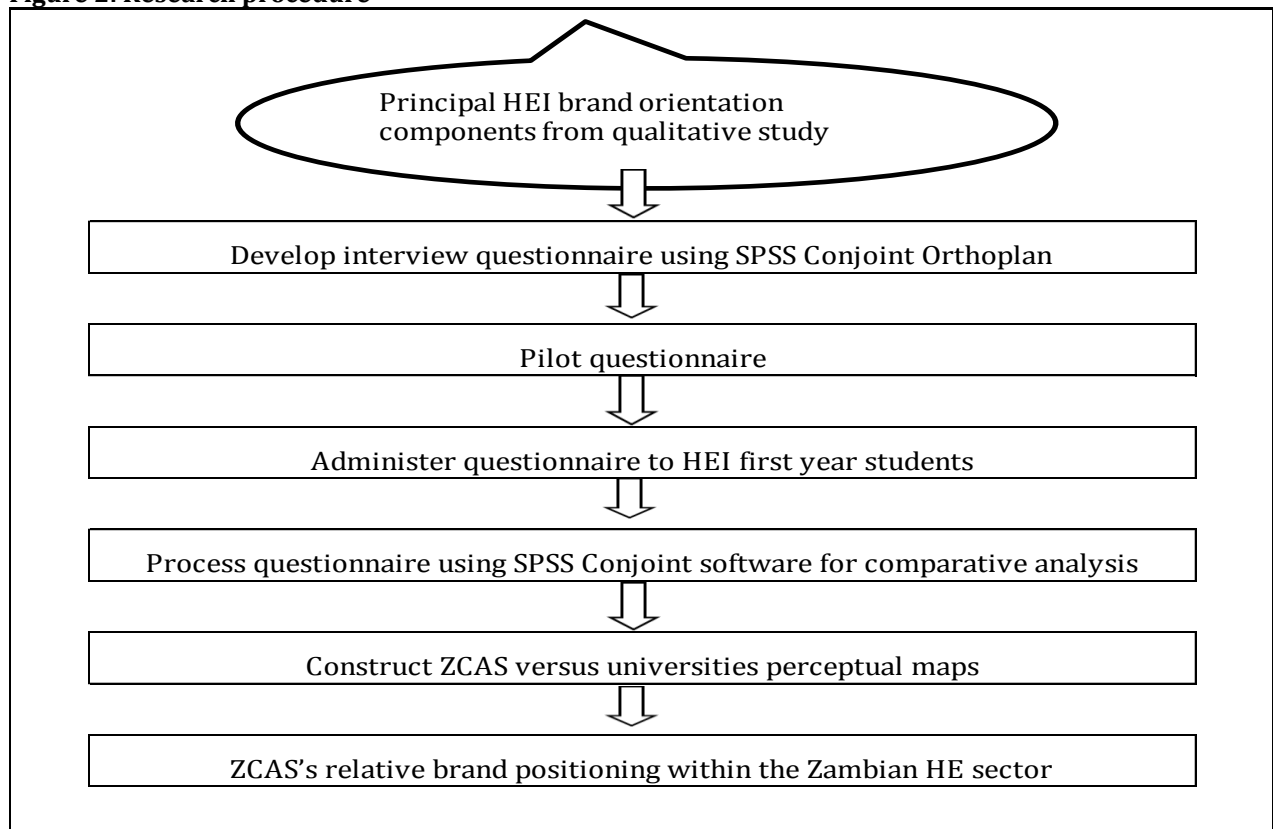 Figure 2: Research procedure
Principal HEI brand orientation
components from qualitative study
Develop interview questionnaire using SPSS Conjoint Orthoplan
Pilot questionnaire
Administer questionnaire to HEI first year students
Process questionnaire using SPSS Conjoint software for comparative analysis
Construct ZCAS versus universities perceptual maps
ZCAS’s relative brand positioning within the Zambian HE sector